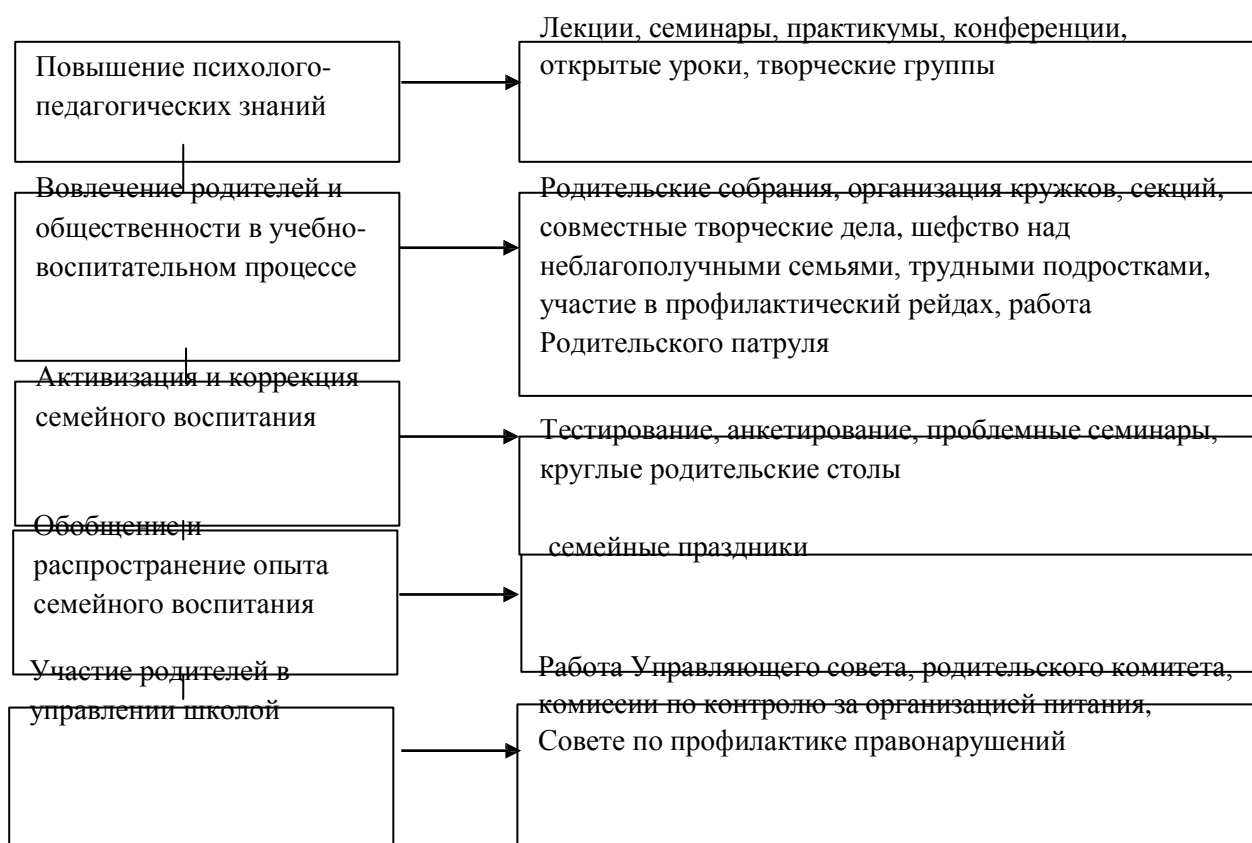 Повышение психолого-
педагогических знаний
Лекции, семинары, практикумы, конференции,
открытые уроки, творческие группы
Вовлечение родителей и
общественности в учебно-
воспитательном процессе
Родительские собрания, организация кружков, секций,
совместные творческие дела, шефство над
неблагополучными семьями, трудными подростками,
участие в профилактический рейдах, работа
Родительского патруля
Активизация и коррекция
семейного воспитания
Тестирование, анкетирование, проблемные семинары,
круглые родительские столы
Обобщение и
распространение опыта
семейного воспитания
семейные праздники
Участие родителей в
управлении школой
Работа Управляющего совета, родительского комитета,
комиссии по контролю за организацией питания,
Совете по профилактике правонарушений